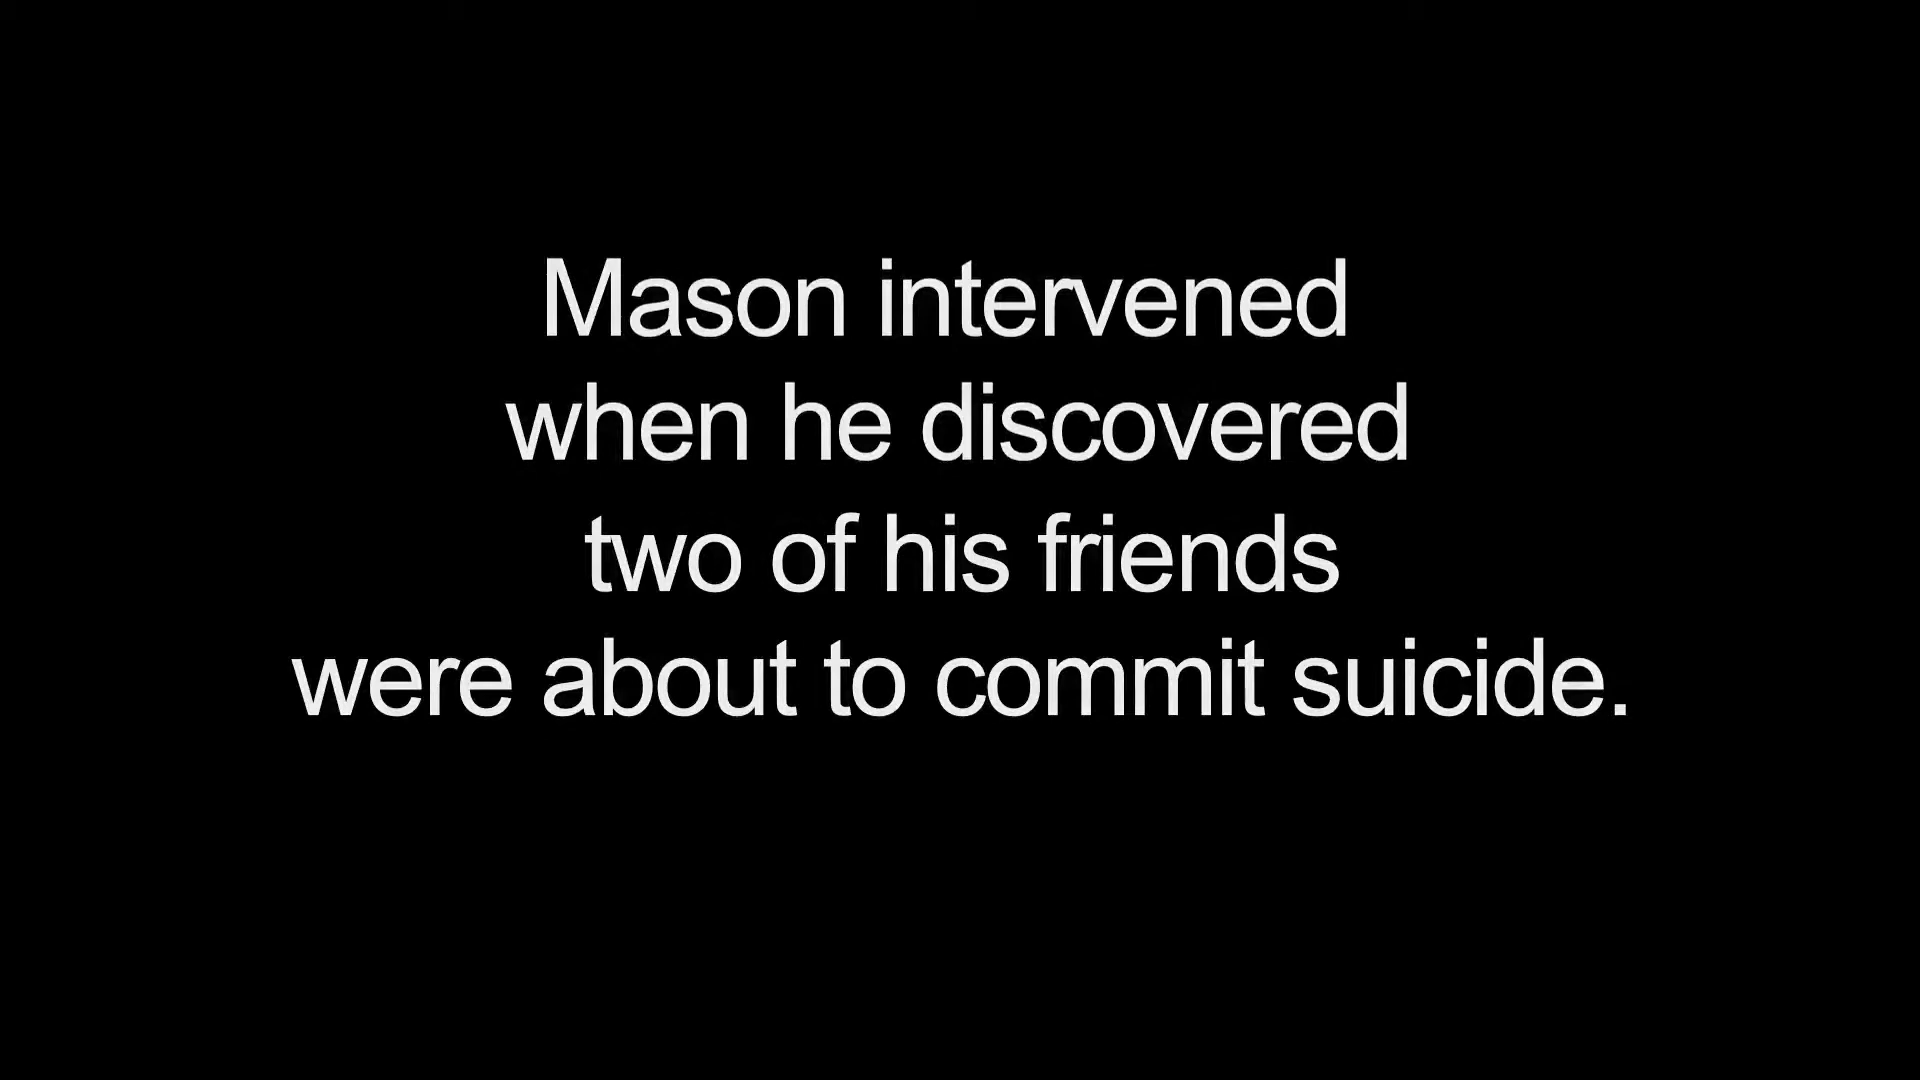 Mason intervened
when he discovered
two of his friends
were about to commit suicide.